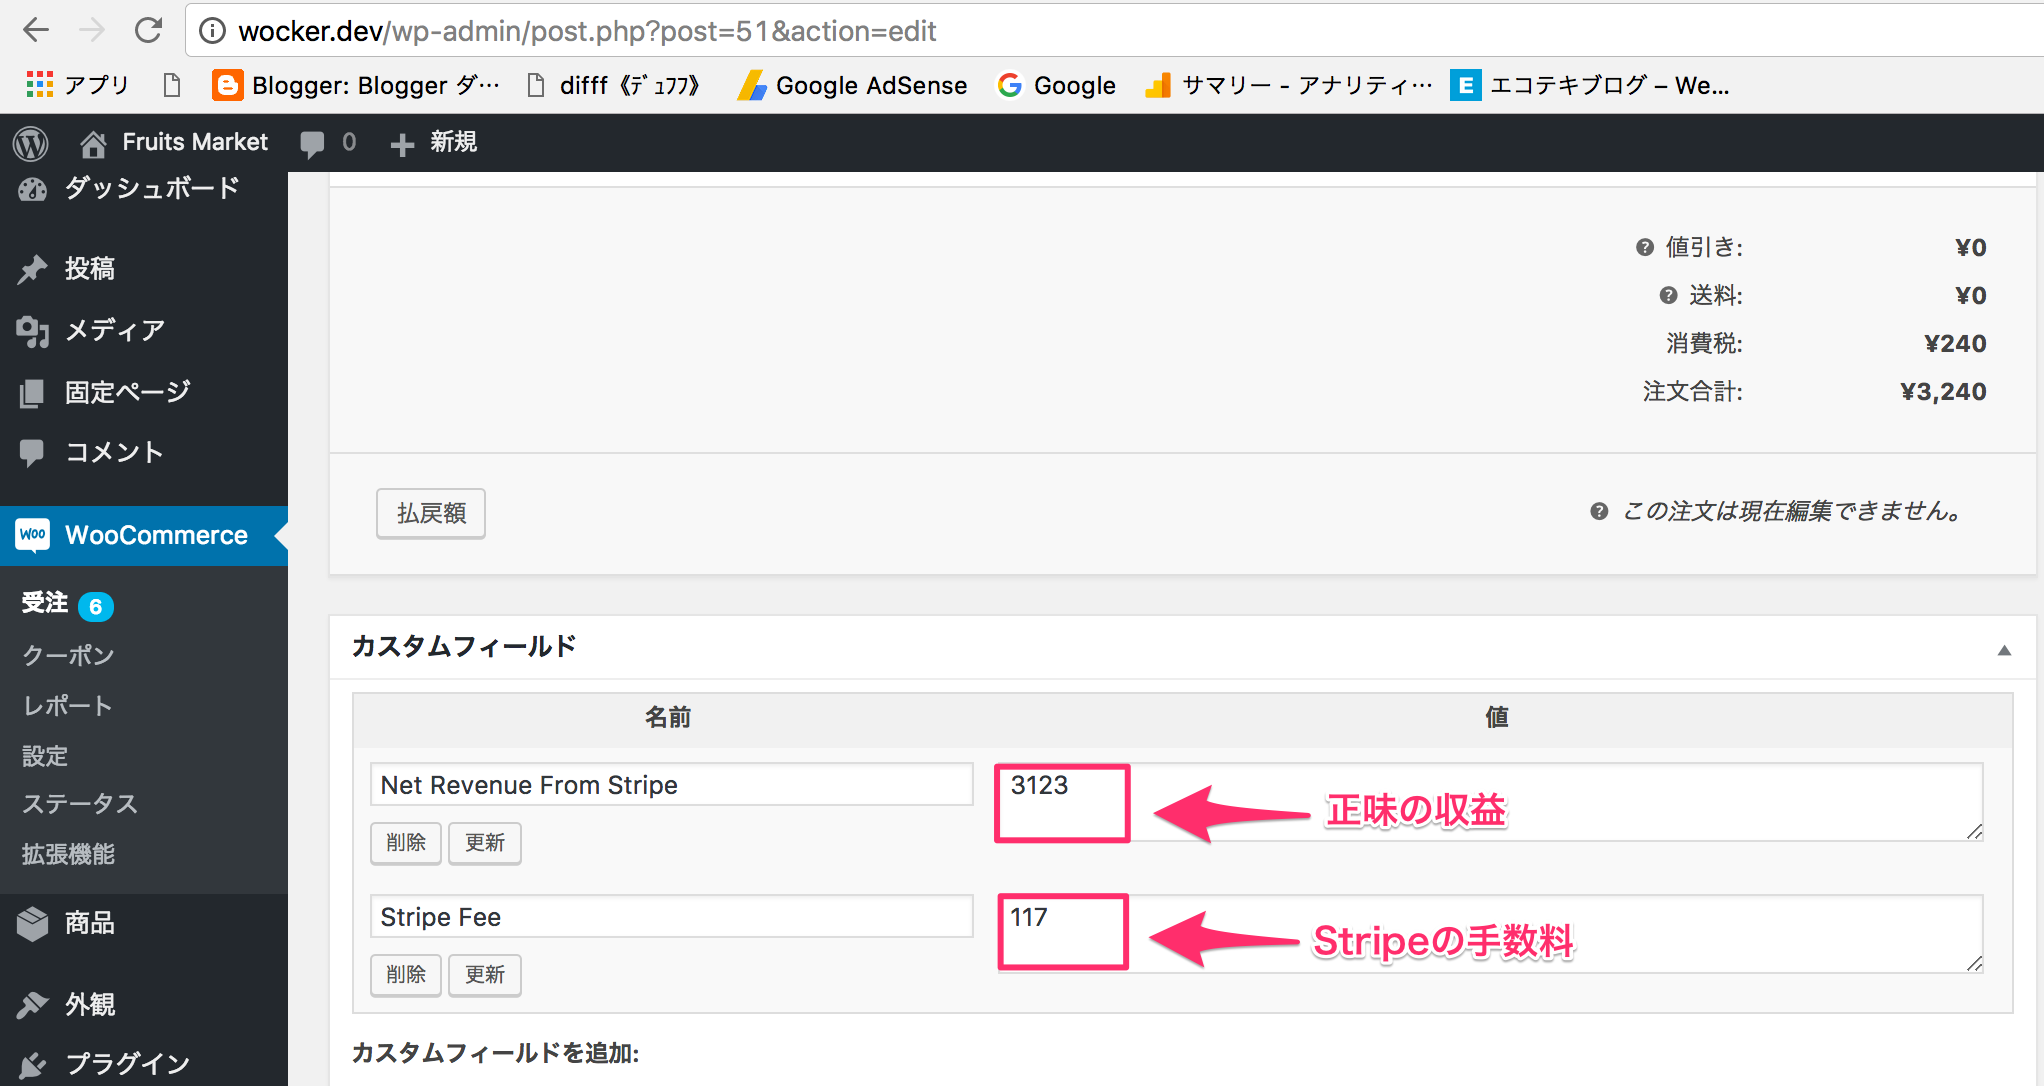 wocker.dev/wp-admin/post.php?post=51&action=edit
アプリ Blogger: Blogger ダ… difff《ﾃﾞｭﾌﾌ》 Google AdSense Google サマリー - アナリティ… E エコテキブログ – We…
Fruits Market 0 新規
ダッシュボード
投稿
メディア
固定ページ
コメント
Woo WooCommerce
受注 6
クーポン
レポート
設定
ステータス
拡張機能
商品
外観
プラグイン
値引き: ¥0
送料: ¥0
消費税: ¥240
注文合計: ¥3,240
払戻額 この注文は現在編集できません。
カスタムフィールド
名前 値
Net Revenue From Stripe 3123 正味の収益
削除 更新
Stripe Fee 117 Stripeの手数料
削除 更新
カスタムフィールドを追加: